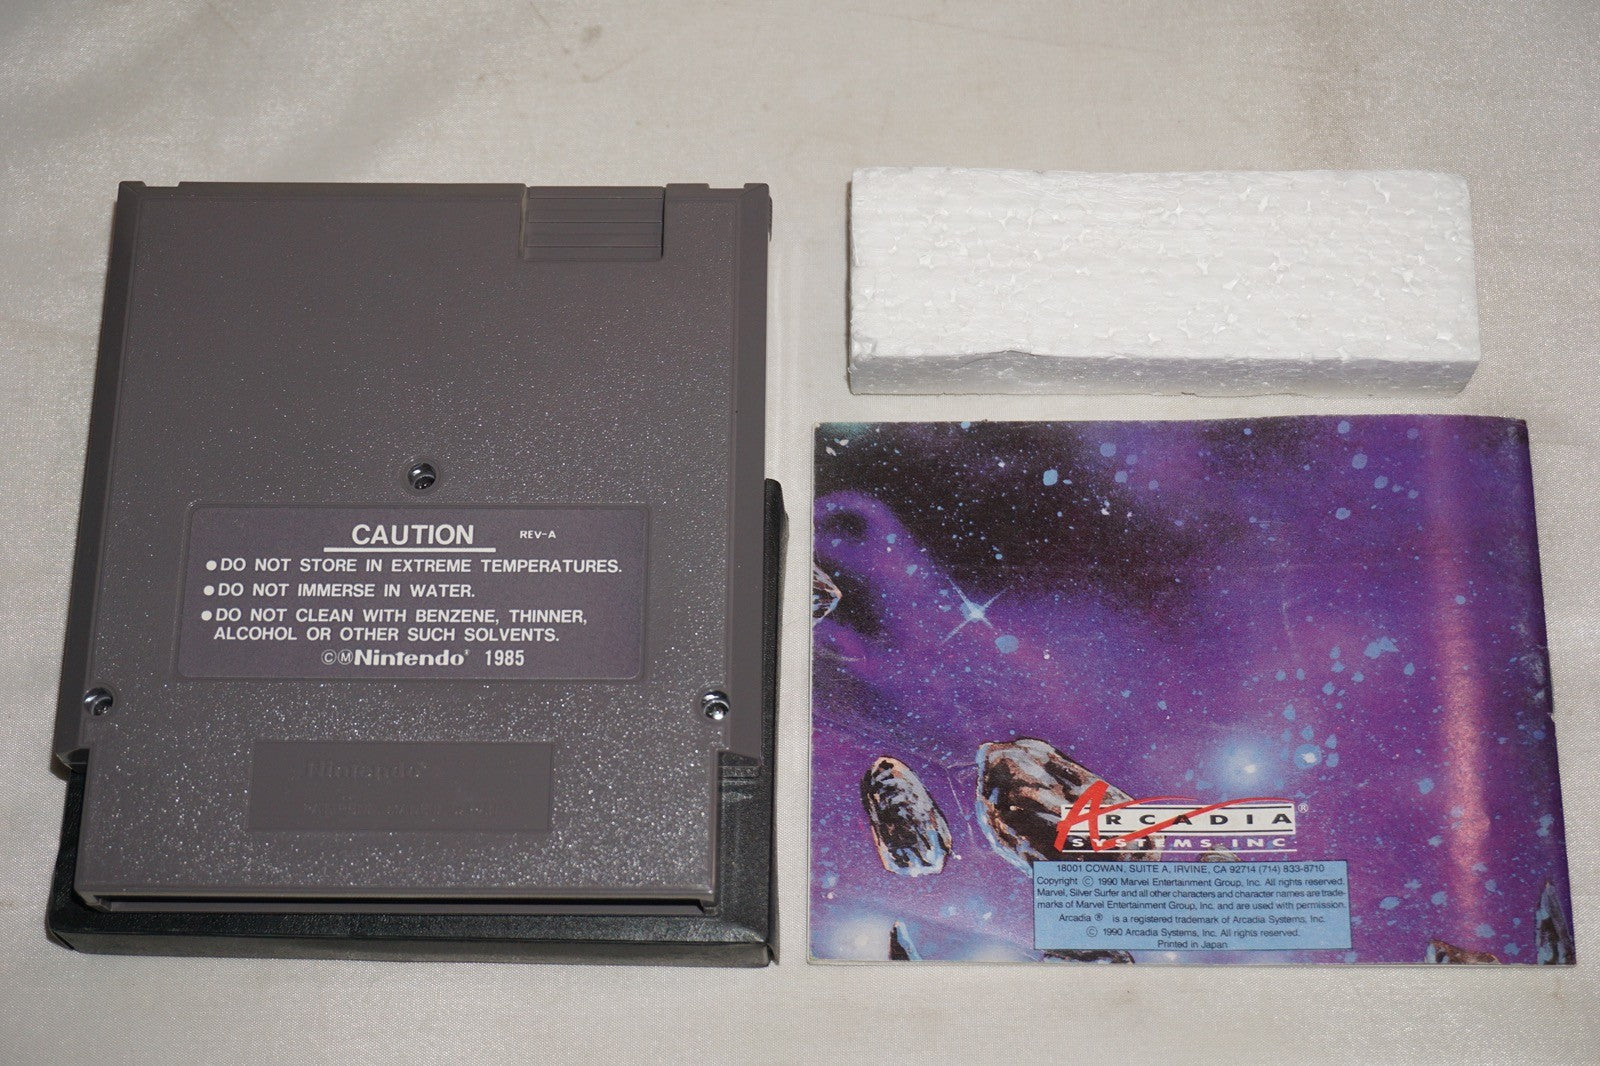 CAUTION REV-A
●DO NOT STORE IN EXTREME TEMPERATURES.
●DO NOT IMMERSE IN WATER.
●DO NOT CLEAN WITH BENZENE, THINNER,
ALCOHOL OR OTHER SUCH SOLVENTS.
ⒸⓂNintendo® 1985
Nintendo
ARCADIA®
SYSTEMS, INC
18001 COWAN, SUITE A, IRVINE, CA 92714 (714) 833-8710
Copyright Ⓒ 1990 Marvel Entertainment Group, Inc. All rights reserved.
Marvel, Silver Surfer and all other characters and character names are trade-
marks of Marvel Entertainment Group, Inc. and are used with permission.
Arcadia ® is a registered trademark of Arcadia Systems, Inc.
Ⓒ 1990 Arcadia Systems, Inc. All rights reserved.
Printed in Japan